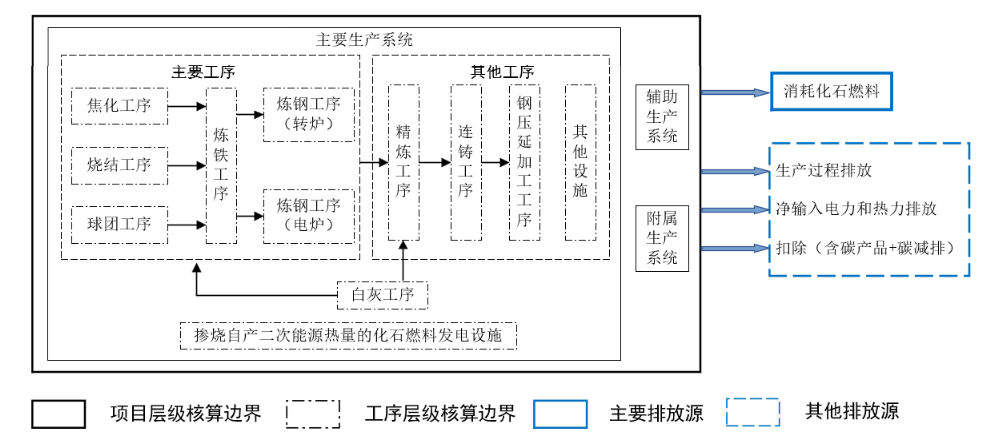 主要生产系统
主要工序
其他工序
焦化工序
烧结工序
球团工序
炼铁工序
炼钢工序
（转炉）
炼钢工序
（电炉）
精炼工序
连铸工序
钢压延加工工序
其他设施
白灰工序
掺烧自产二次能源热量的化石燃料发电设施
辅助
生产
系统
附属
生产
系统
消耗化石燃料
生产过程排放
净输入电力和热力排放
扣除（含碳产品+碳减排）
项目层级核算边界
工序层级核算边界
主要排放源
其他排放源